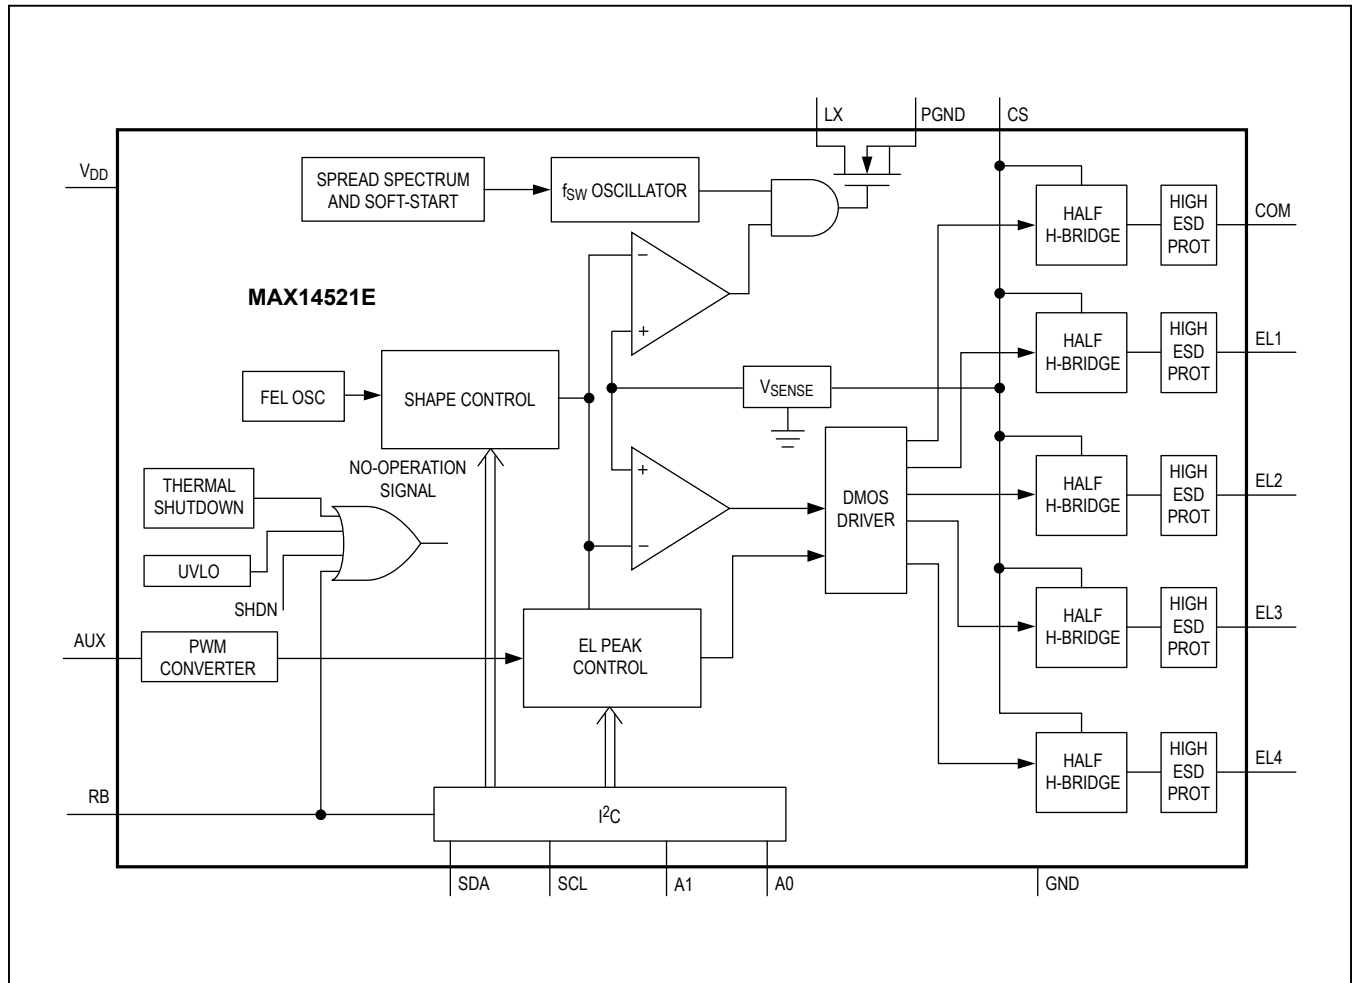 LX
PGND
CS
VDD
SPREAD SPECTRUM
AND SOFT-START
fSW OSCILLATOR
HALF
H-BRIDGE
HIGH
ESD
PROT
COM
−
MAX14521E
+
HALF
H-BRIDGE
HIGH
ESD
PROT
EL1
FEL OSC
SHAPE CONTROL
VSENSE
NO-OPERATION
SIGNAL
THERMAL
SHUTDOWN
+
DMOS
DRIVER
HALF
H-BRIDGE
HIGH
ESD
PROT
EL2
UVLO
−
SHDN
AUX
PWM
CONVERTER
EL PEAK
CONTROL
HALF
H-BRIDGE
HIGH
ESD
PROT
EL3
HALF
H-BRIDGE
HIGH
ESD
PROT
EL4
RB
I2C
SDA
SCL
A1
A0
GND